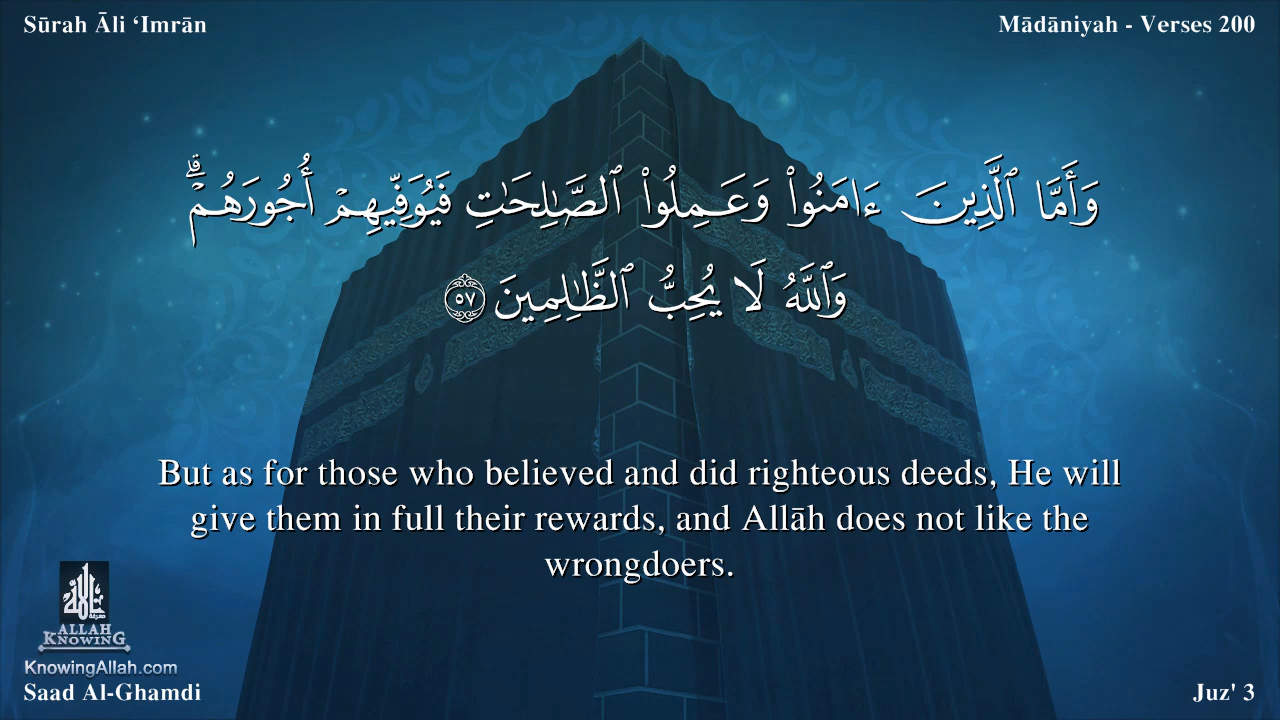 Sūrah Āli ‘Imrān
Mādāniyah - Verses 200
وَأَمَّا ٱلَّذِينَ ءَامَنُوا۟ وَعَمِلُوا۟ ٱلصَّـٰلِحَـٰتِ فَيُوَفِّيهِمْ أُجُورَهُمْ ۗ
وَٱللَّهُ لَا يُحِبُّ ٱلظَّـٰلِمِينَ ٥٧
But as for those who believed and did righteous deeds, He will
give them in full their rewards, and Allāh does not like the
wrongdoers.
ALLAH
KNOWING
KnowingAllah.com
Saad Al-Ghamdi
Juz' 3